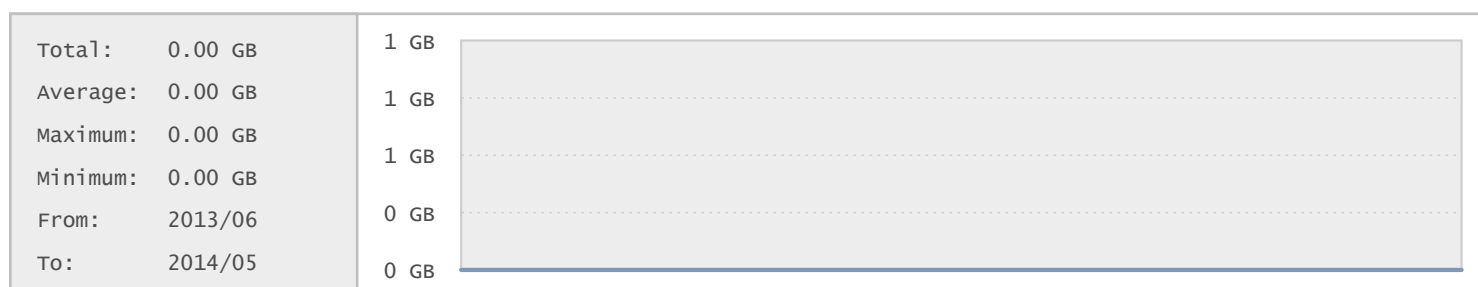 Total: 0.00 GB
Average: 0.00 GB
Maximum: 0.00 GB
Minimum: 0.00 GB
From: 2013/06
To: 2014/05
1 GB
1 GB
1 GB
0 GB
0 GB